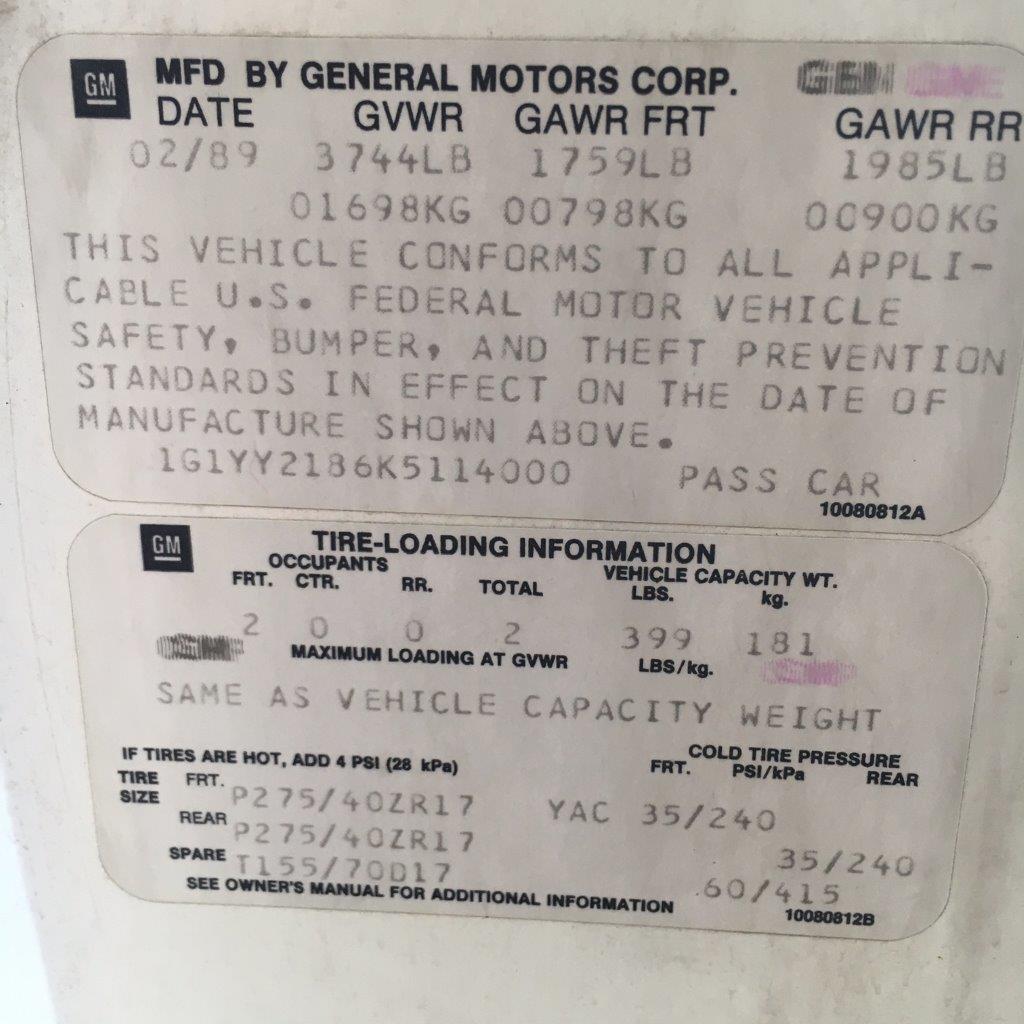 GM MFD BY GENERAL MOTORS CORP.
DATE GVWR GAWR FRT GAWR RR
02/89 3744LB 1759LB 1985LB
01698KG 00798KG 00900KG
THIS VEHICLE CONFORMS TO ALL APPLI-
CABLE U.S. FEDERAL MOTOR VEHICLE
SAFETY, BUMPER, AND THEFT PREVENTION
STANDARDS IN EFFECT ON THE DATE OF
MANUFACTURE SHOWN ABOVE.
1G1YY2186K5114000 PASS CAR
10080812A
GM TIRE-LOADING INFORMATION
OCCUPANTS VEHICLE CAPACITY WT.
FRT. CTR. RR. TOTAL LBS. kg.
2 0 0 2 399 181
MAXIMUM LOADING AT GVWR LBS/kg.
SAME AS VEHICLE CAPACITY WEIGHT
IF TIRES ARE HOT, ADD 4 PSI (28 kPa) COLD TIRE PRESSURE
TIRE FRT. FRT. PSI/kPa REAR
SIZE P275/40ZR17 YAC 35/240
REAR P275/40ZR17 35/240
SPARE T155/70D17 60/415
SEE OWNER'S MANUAL FOR ADDITIONAL INFORMATION 10080812B